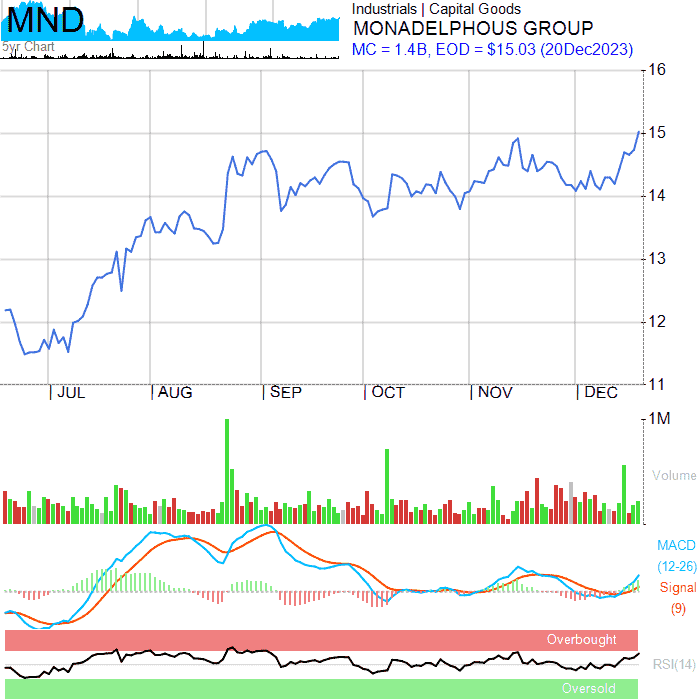 MND
5yr Chart
Industrials | Capital Goods
MONADELPHOUS GROUP
MC = 1.4B, EOD = $15.03 (20Dec2023)
16
15
14
13
12
11
JUL AUG SEP OCT NOV DEC
1M
Volume
MACD
(12-26)
Signal
(9)
Overbought
RSI(14)
Oversold